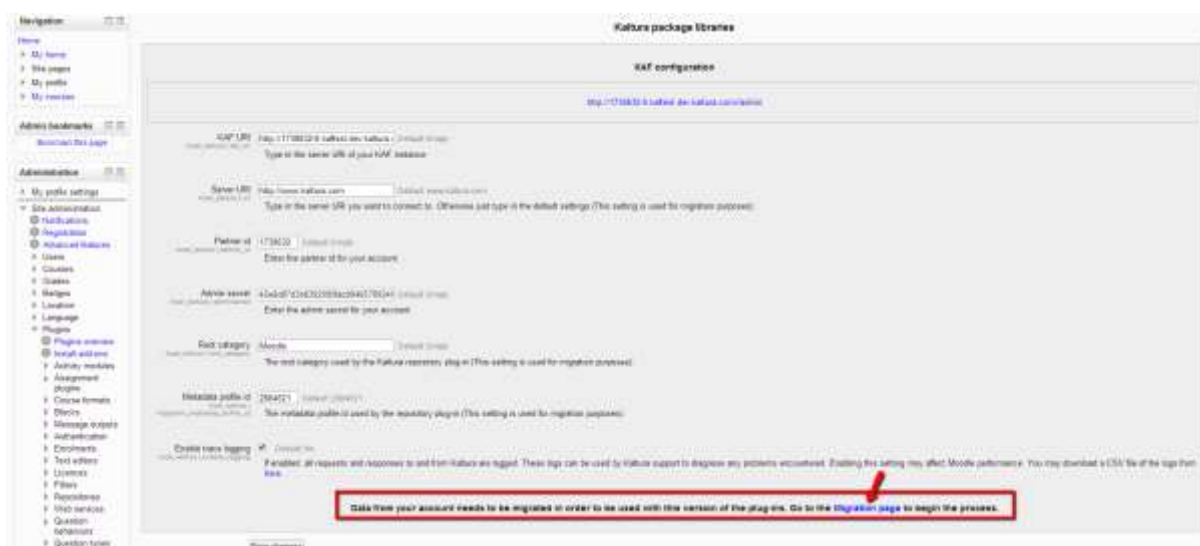 Navigation
Home
My home
Site pages
My profile
My courses
Admin bookmarks
Bookmark this page
Administration
My profile settings
Site administration
Notifications
Registration
Advanced features
Users
Courses
Grades
Badges
Location
Language
Plugins
Plugins overview
Install add-ons
Activity modules
Assignment
plugins
Course formats
Blocks
Message outputs
Authentication
Enrolments
Text editors
Licences
Filters
Repositories
Web services
Question
behaviours
Question types
Kaltura package libraries
KAF configuration
KAF URI
Type in the server URI of your KAF instance
Server URI
http://www.kaltura.com
Type in the server URI you want to connect to. Otherwise just type in the default settings (This setting is used for migration purposes).
Partner id
Enter the partner id for your account
Admin secret
Enter the admin secret for your account
Root category
Moodle
The root category used by the Kaltura repository plug-in (This setting is used for migration purposes).
Metadata profile id
The metadata profile id used by the repository plug-in (This setting is used for migration purposes).
Enable trace logging
If enabled, all requests and responses to and from Kaltura are logged. These logs can be used by Kaltura support to diagnose any problems encountered. Enabling this setting may affect Moodle performance. You may download a CSV file of the logs from
here
Data from your account needs to be migrated in order to be used with this version of the plug-ins. Go to the Migration page to begin the process.